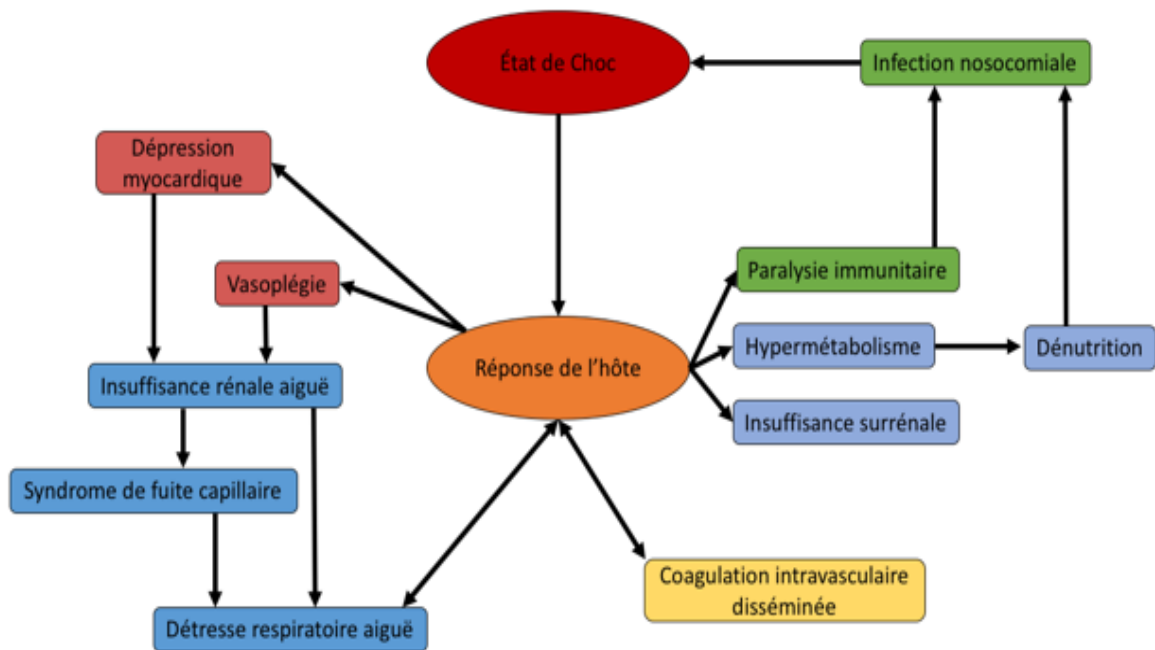 État de Choc
Infection nosocomiale
Dépression
myocardique
Paralysie immunitaire
Vasoplégie
Hypermétabolisme
Dénutrition
Réponse de l'hôte
Insuffisance rénale aiguë
Insuffisance surrénale
Syndrome de fuite capillaire
Coagulation intravasculaire
disséminée
Détresse respiratoire aiguë